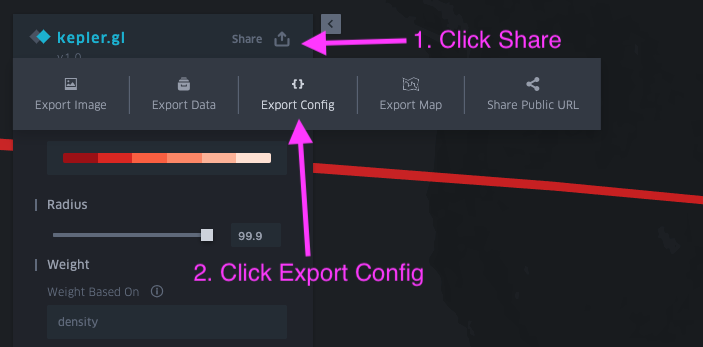 kepler.gl
Share
1. Click Share
v1.0
Export Image
Export Data
Export Config
Export Map
Share Public URL
Radius
99.9
2. Click Export Config
Weight
Weight Based On
density